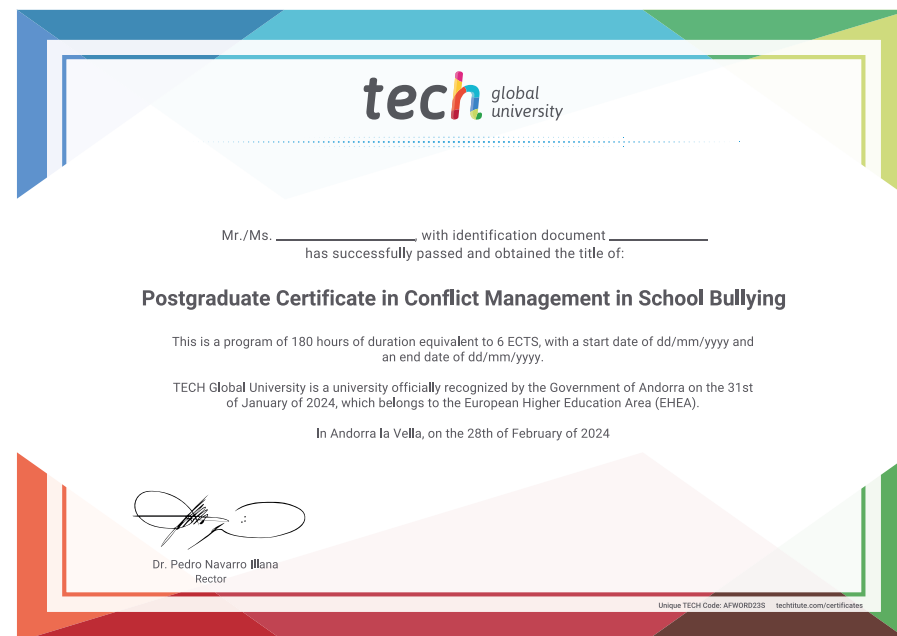 tech global university
Mr./Ms. ________________, with identification document ____________
has successfully passed and obtained the title of:
Postgraduate Certificate in Conflict Management in School Bullying
This is a program of 180 hours of duration equivalent to 6 ECTS, with a start date of dd/mm/yyyy and
an end date of dd/mm/yyyy.
TECH Global University is a university officially recognized by the Government of Andorra on the 31st
of January of 2024, which belongs to the European Higher Education Area (EHEA).
In Andorra la Vella, on the 28th of February of 2024
Dr. Pedro Navarro Illana
Rector
Unique TECH Code: AFWORD23S techtitute.com/certificates